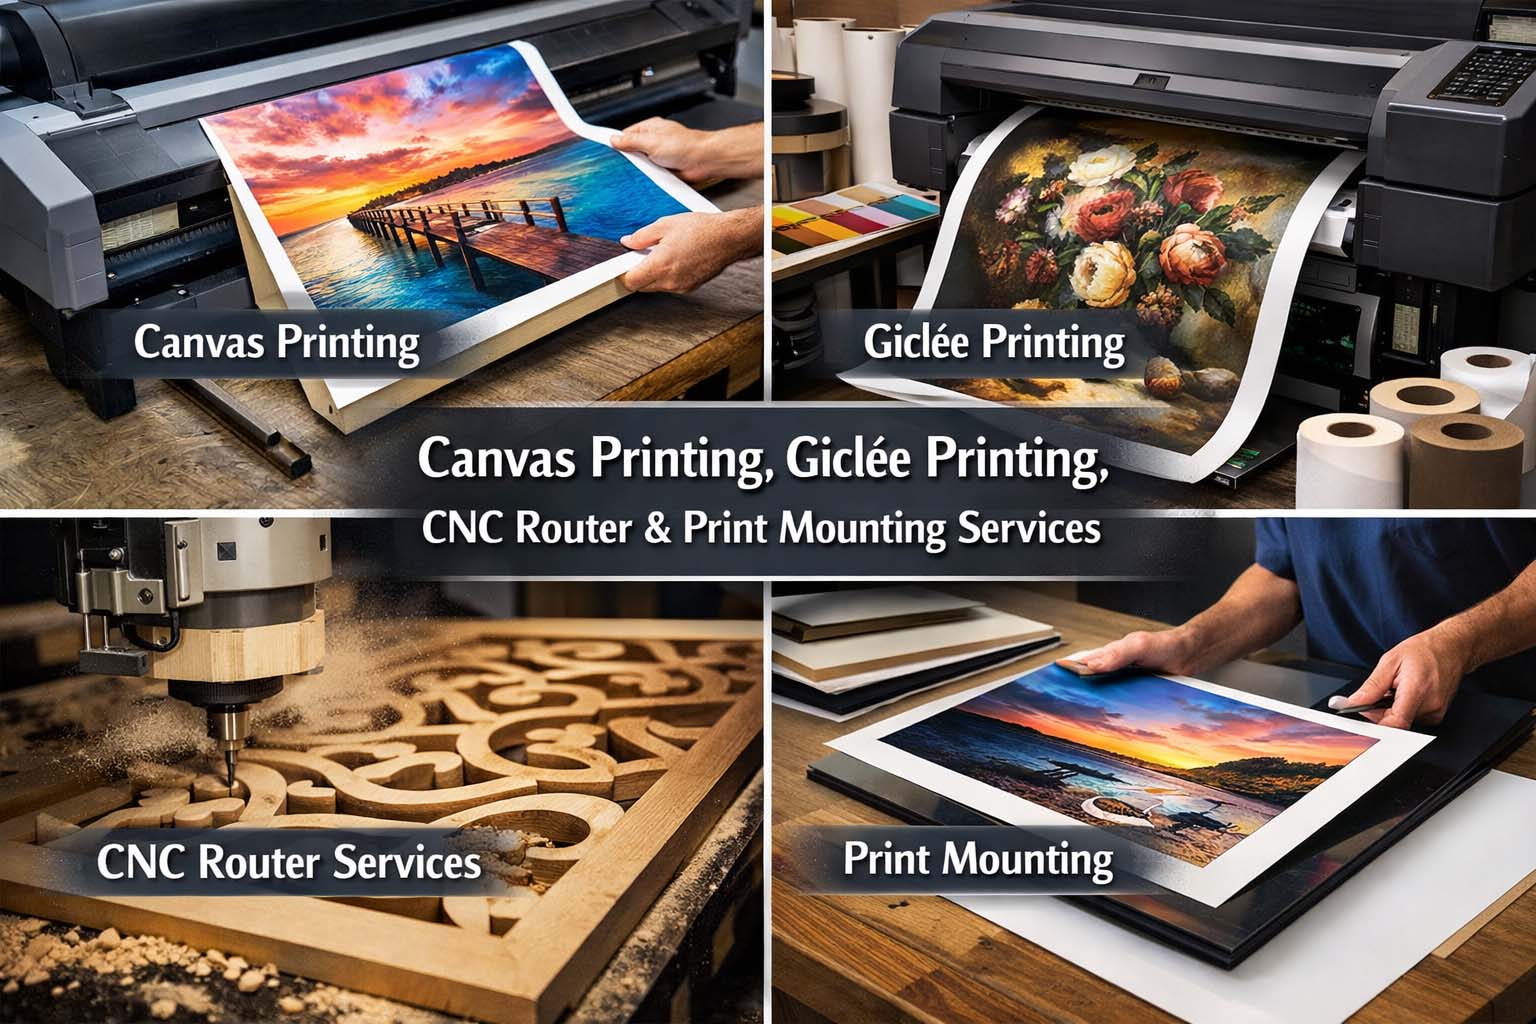 Canvas Printing
Giclée Printing
Canvas Printing, Giclée Printing,
CNC Router & Print Mounting Services
CNC Router Services
Print Mounting